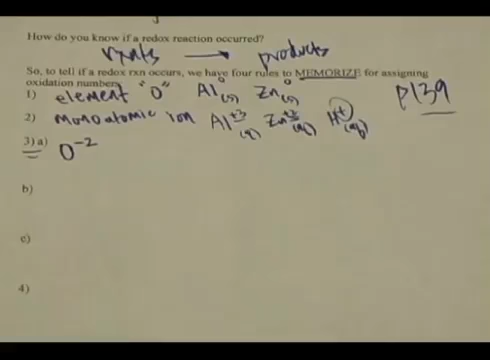 How do you know if a redox reaction occurred?
rxnts → products
So, to tell if a redox rxn occurs, we have four rules to MEMORIZE for assigning
oxidation numbers
P139
1) element "0" Al(s)⁰ Zn(s)⁰
2) monoatomic ion Al⁺³(aq) Zn⁺²(aq) H⁺(aq)
3) a) O⁻²
b)
c)
4)